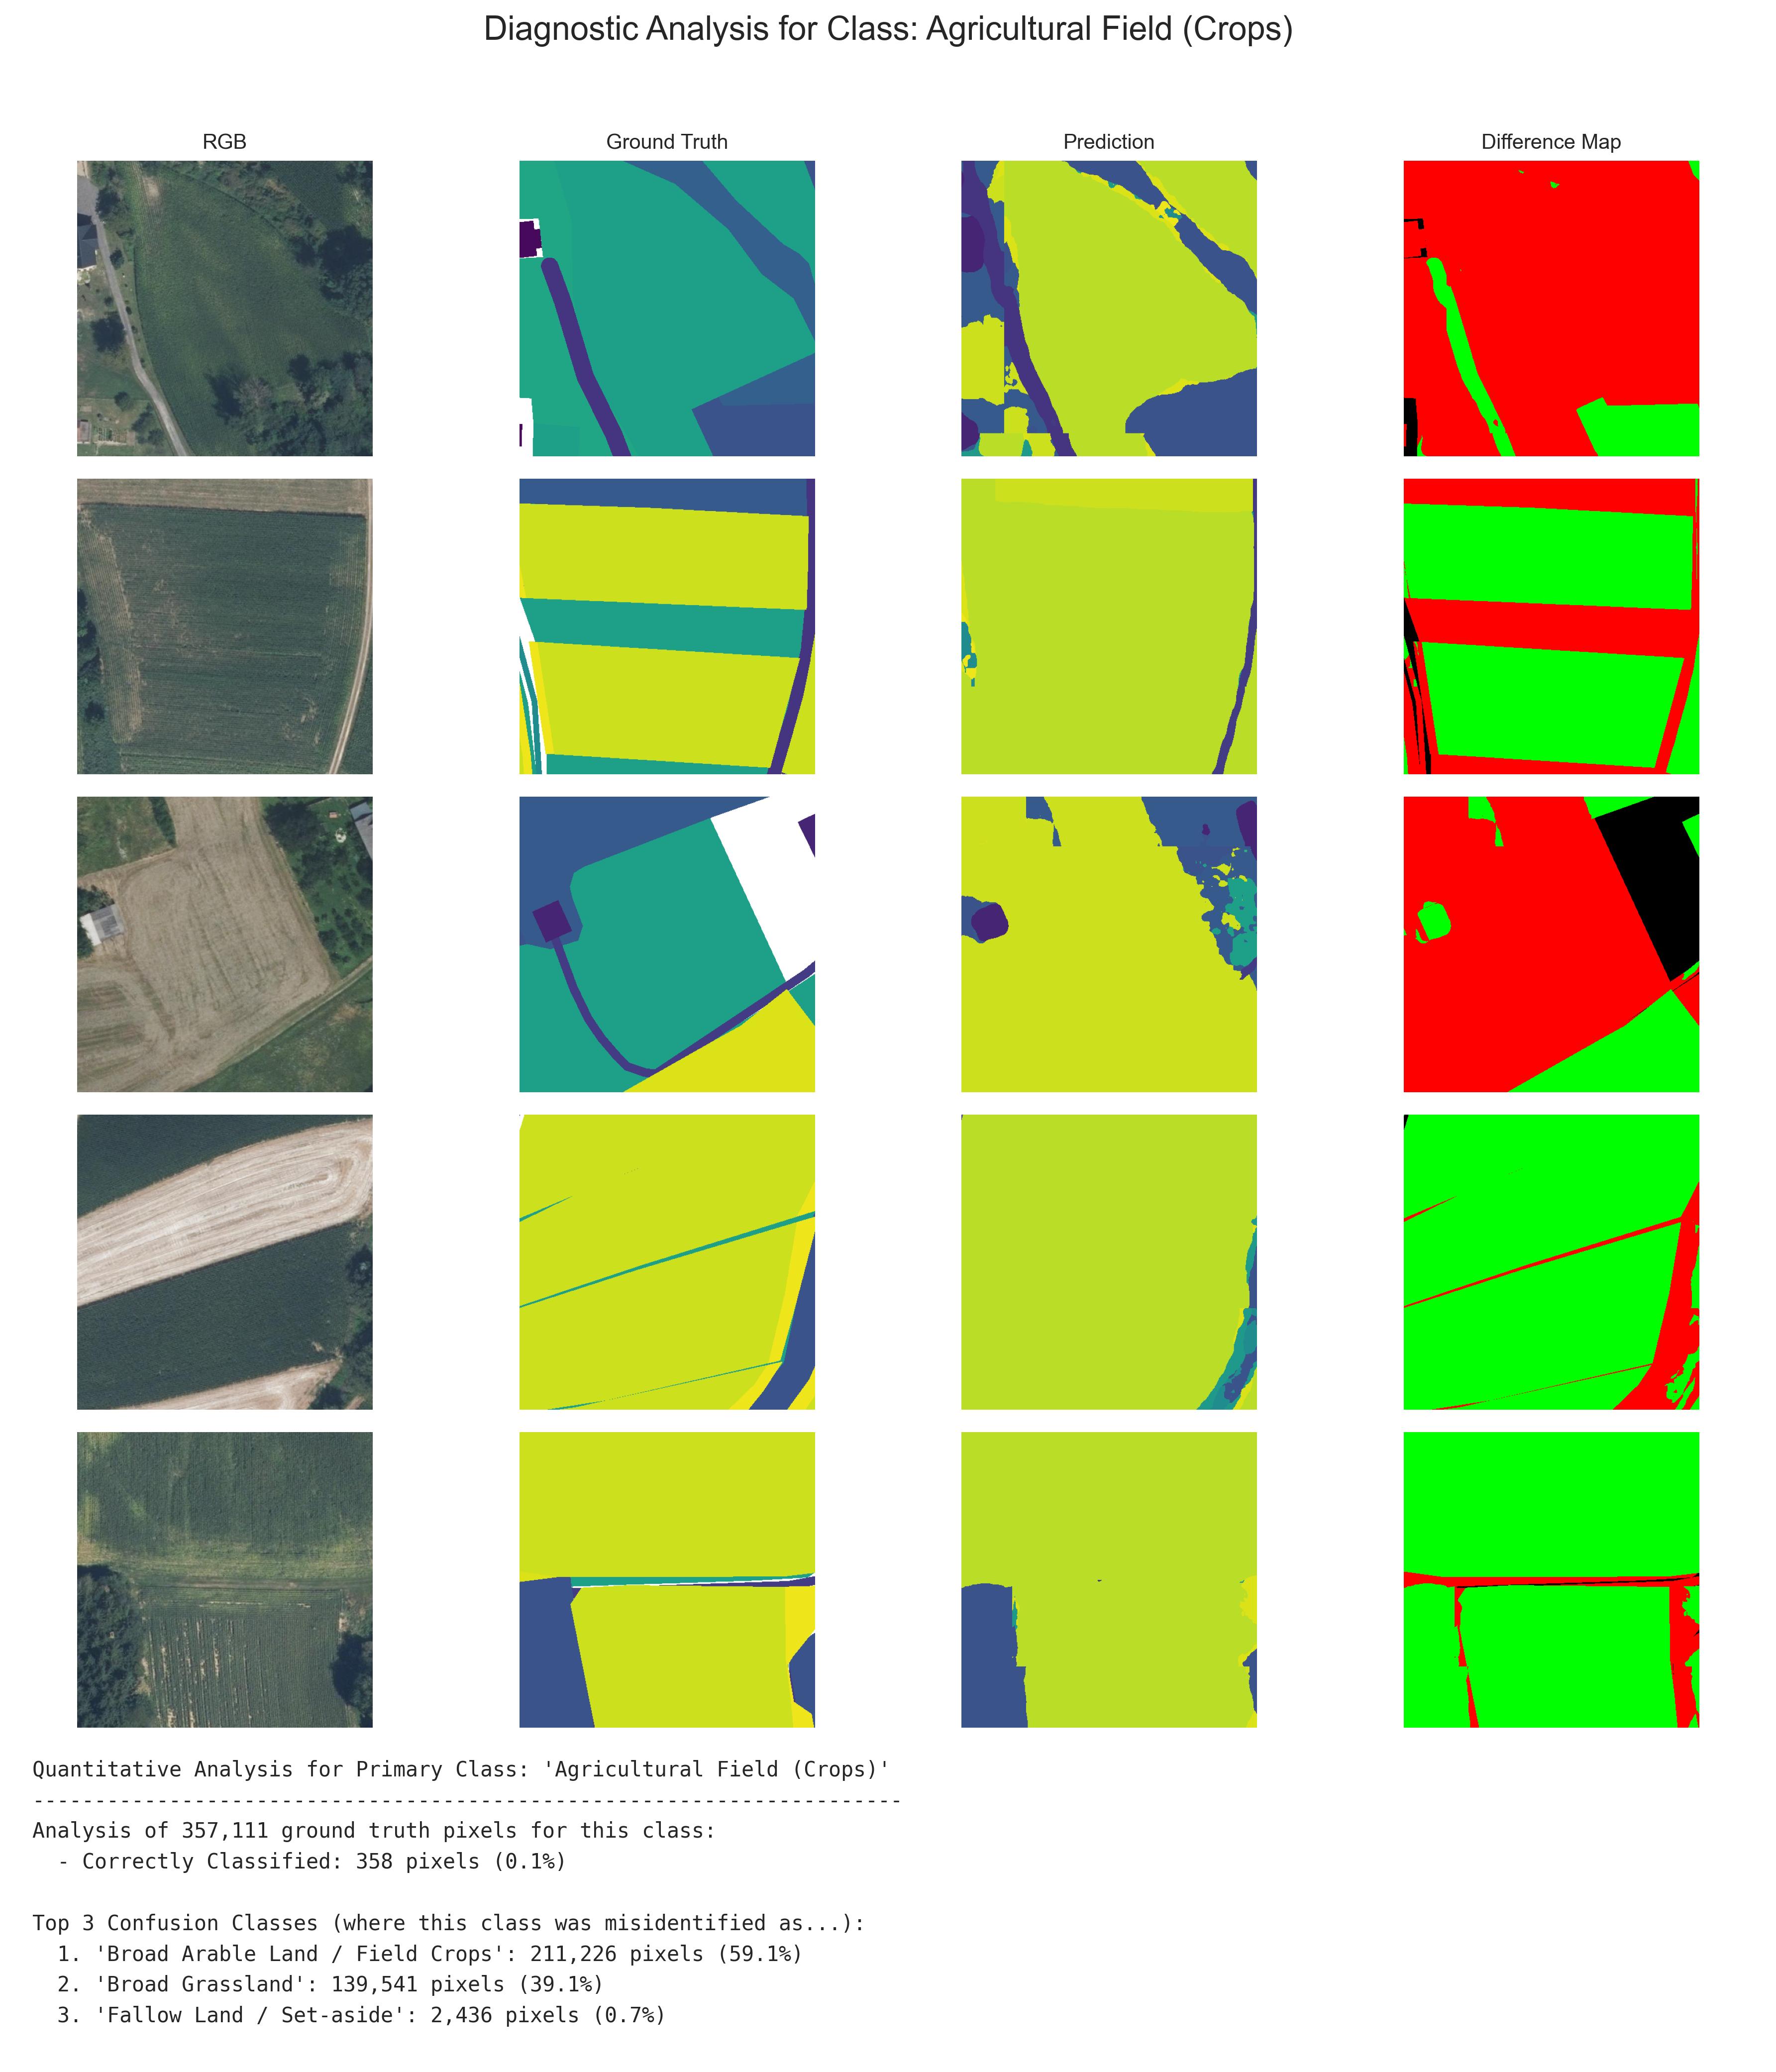 Diagnostic Analysis for Class: Agricultural Field (Crops)
RGB
Ground Truth
Prediction
Difference Map
Quantitative Analysis for Primary Class: 'Agricultural Field (Crops)'
----------------------------------------------------------------------
Analysis of 357,111 ground truth pixels for this class:
- Correctly Classified: 358 pixels (0.1%)
Top 3 Confusion Classes (where this class was misidentified as...):
1. 'Broad Arable Land / Field Crops': 211,226 pixels (59.1%)
2. 'Broad Grassland': 139,541 pixels (39.1%)
3. 'Fallow Land / Set-aside': 2,436 pixels (0.7%)